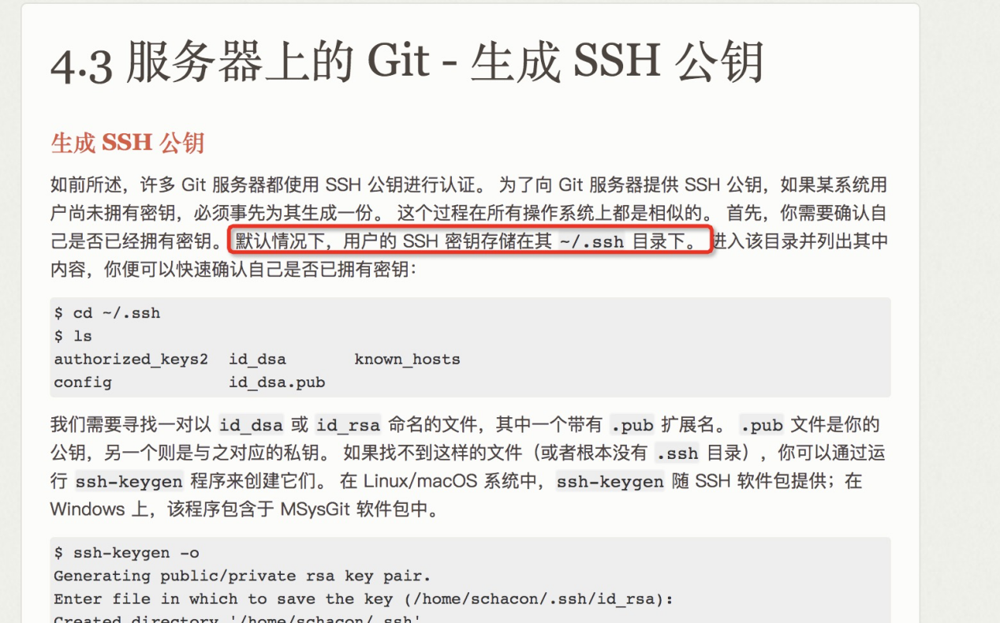 4.3 服务器上的 Git - 生成 SSH 公钥
生成 SSH 公钥
如前所述，许多 Git 服务器都使用 SSH 公钥进行认证。 为了向 Git 服务器提供 SSH 公钥，如果某系统用
户尚未拥有密钥，必须事先为其生成一份。 这个过程在所有操作系统上都是相似的。 首先，你需要确认自
己是否已经拥有密钥。 默认情况下，用户的 SSH 密钥存储在其 ~/.ssh 目录下。 进入该目录并列出其中
内容，你便可以快速确认自己是否已拥有密钥：
$ cd ~/.ssh
$ ls
authorized_keys2  id_dsa       known_hosts
config            id_dsa.pub
我们需要寻找一对以 id_dsa 或 id_rsa 命名的文件，其中一个带有 .pub 扩展名。 .pub 文件是你的
公钥，另一个则是与之对应的私钥。 如果找不到这样的文件（或者根本没有 .ssh 目录），你可以通过运
行 ssh-keygen 程序来创建它们。 在 Linux/macOS 系统中，ssh-keygen 随 SSH 软件包提供；在
Windows 上，该程序包含于 MSysGit 软件包中。
$ ssh-keygen -o
Generating public/private rsa key pair.
Enter file in which to save the key (/home/schacon/.ssh/id_rsa):
Created directory '/home/schacon/.ssh'